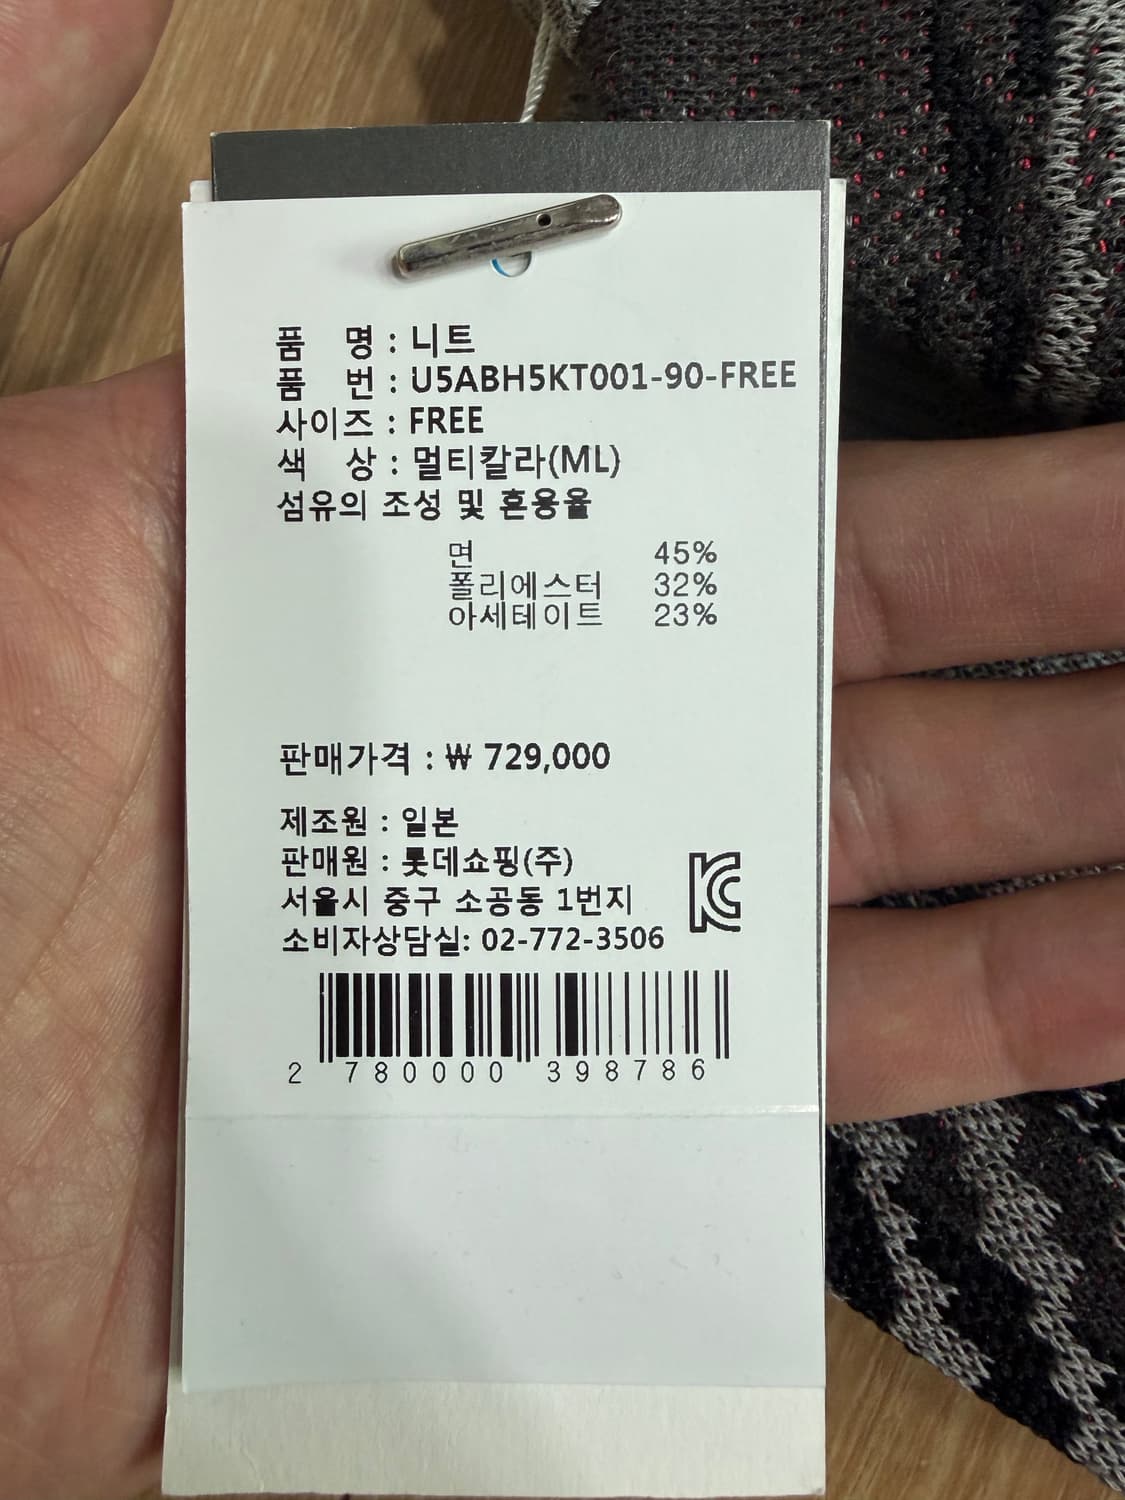 품 명 : 니트
품 번 : U5ABH5KT001-90-FREE
사이즈 : FREE
색 상 : 멀티칼라(ML)
섬유의 조성 및 혼용율
면 45%
폴리에스터 32%
아세테이트 23%
판매가격 : ₩ 729,000
제조원 : 일본
판매원 : 롯데쇼핑(주)
서울시 중구 소공동 1번지
소비자상담실: 02-772-3506
KC
2 780000 398786